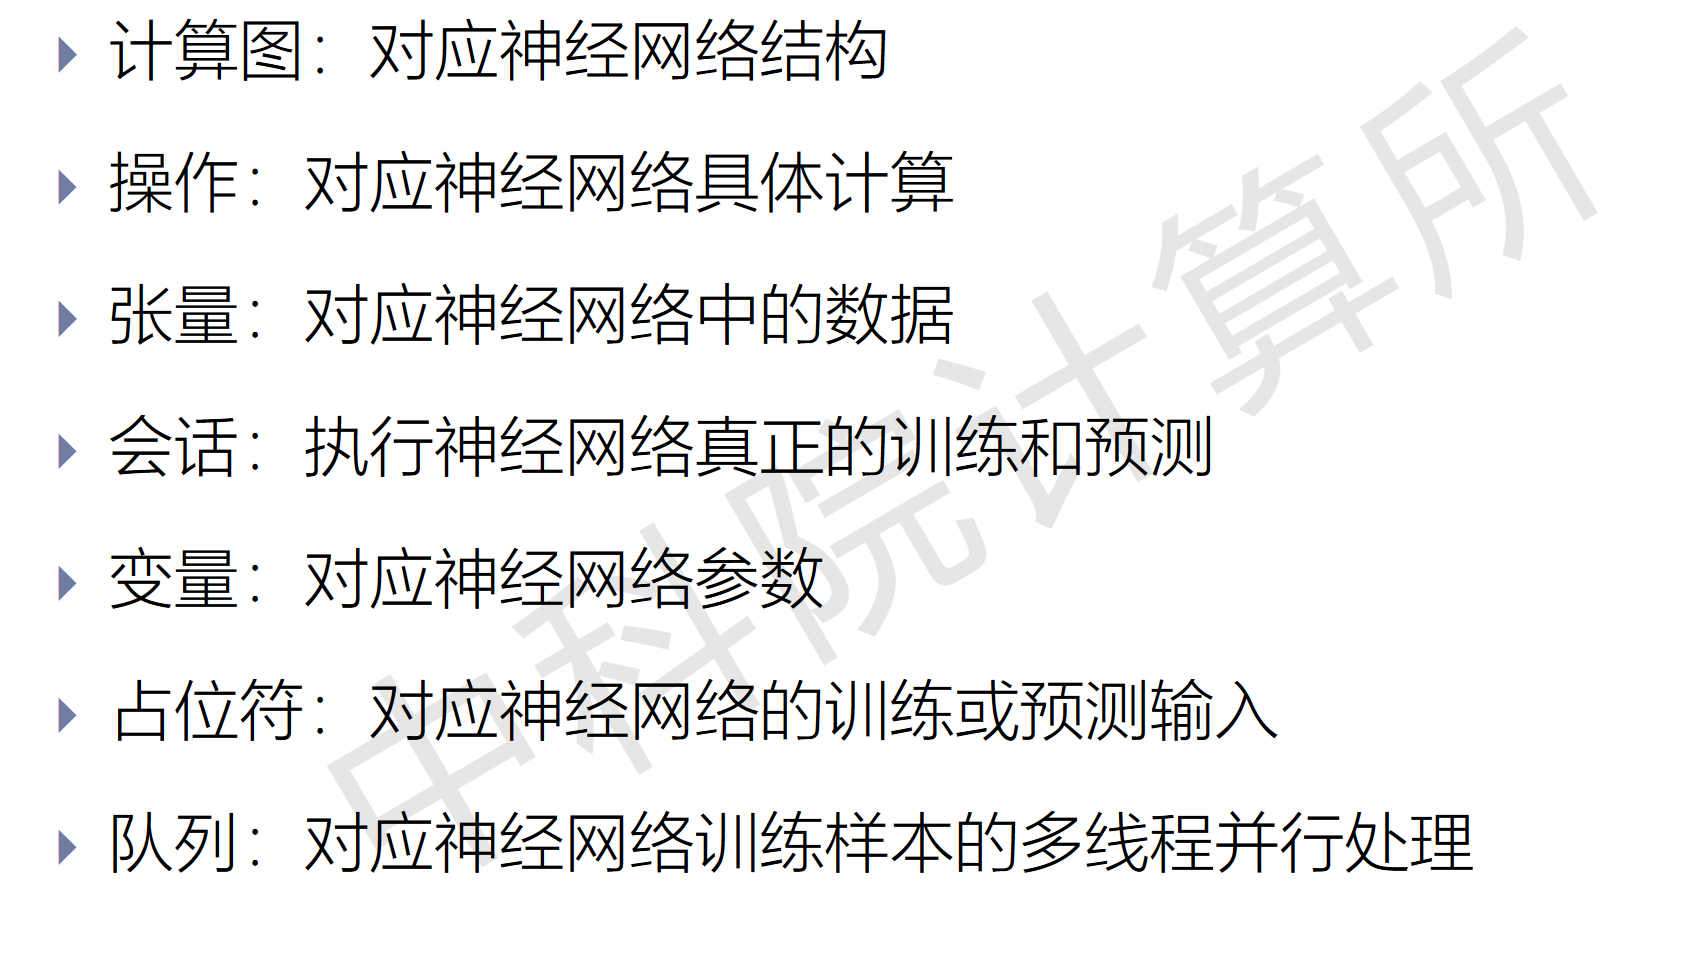 计算图：对应神经网络结构
操作：对应神经网络具体计算
张量：对应神经网络中的数据
会话：执行神经网络真正的训练和预测
变量：对应神经网络参数
占位符：对应神经网络的训练或预测输入
队列：对应神经网络训练样本的多线程并行处理
中科院计算所